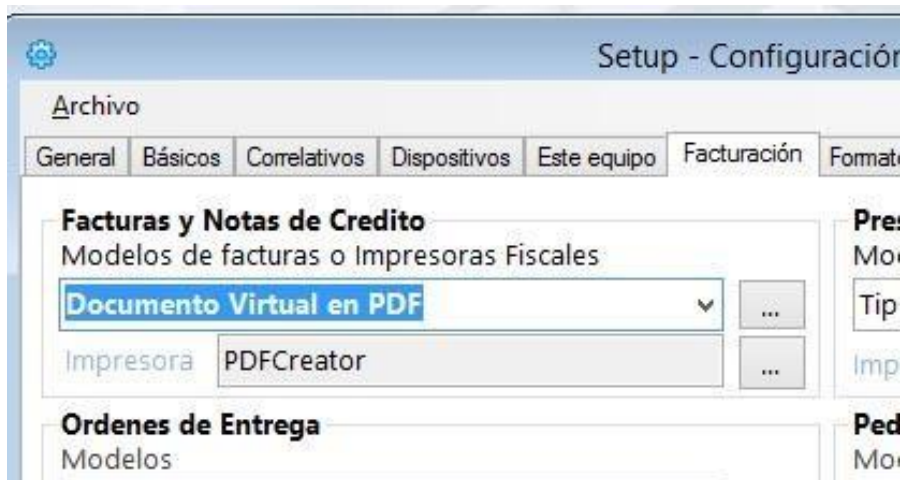 Setup - Configuración
Archivo
General Básicos Correlativos Dispositivos Este equipo Facturación
Facturas y Notas de Credito
Modelos de facturas o Impresoras Fiscales
Documento Virtual en PDF
...
Impresora PDFCreator
...
Tip
Ordenes de Entrega
Modelos